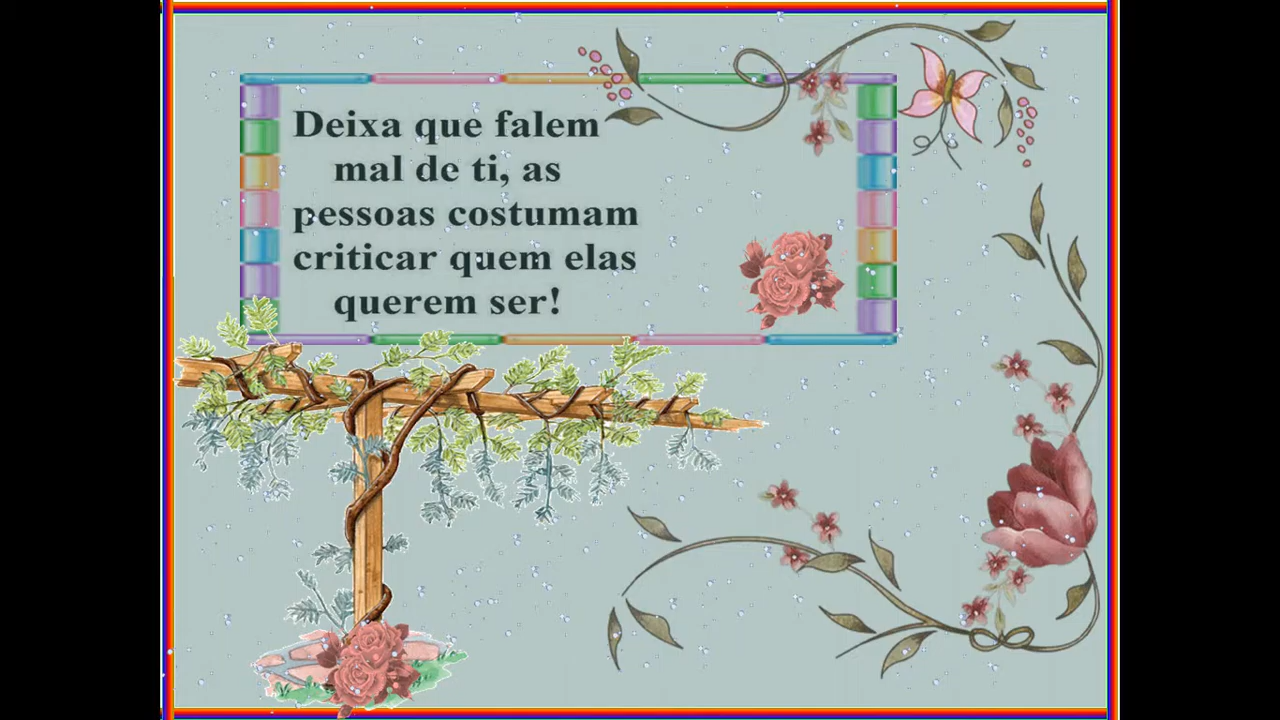 Deixa que falem
mal de ti, as
pessoas costumam
criticar quem elas
querem ser!